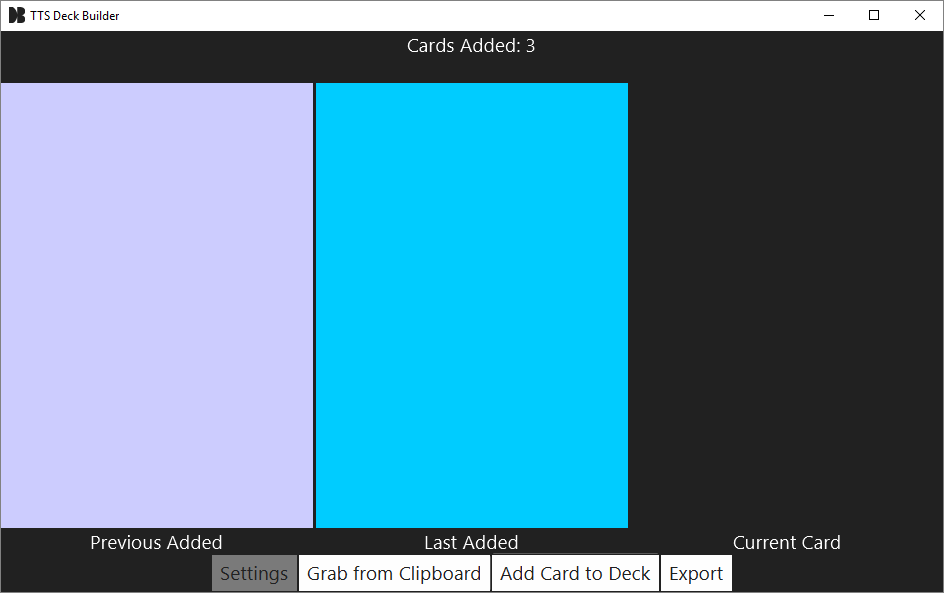 TTS Deck Builder
Cards Added: 3
Previous Added
Last Added
Current Card
Settings
Grab from Clipboard
Add Card to Deck
Export